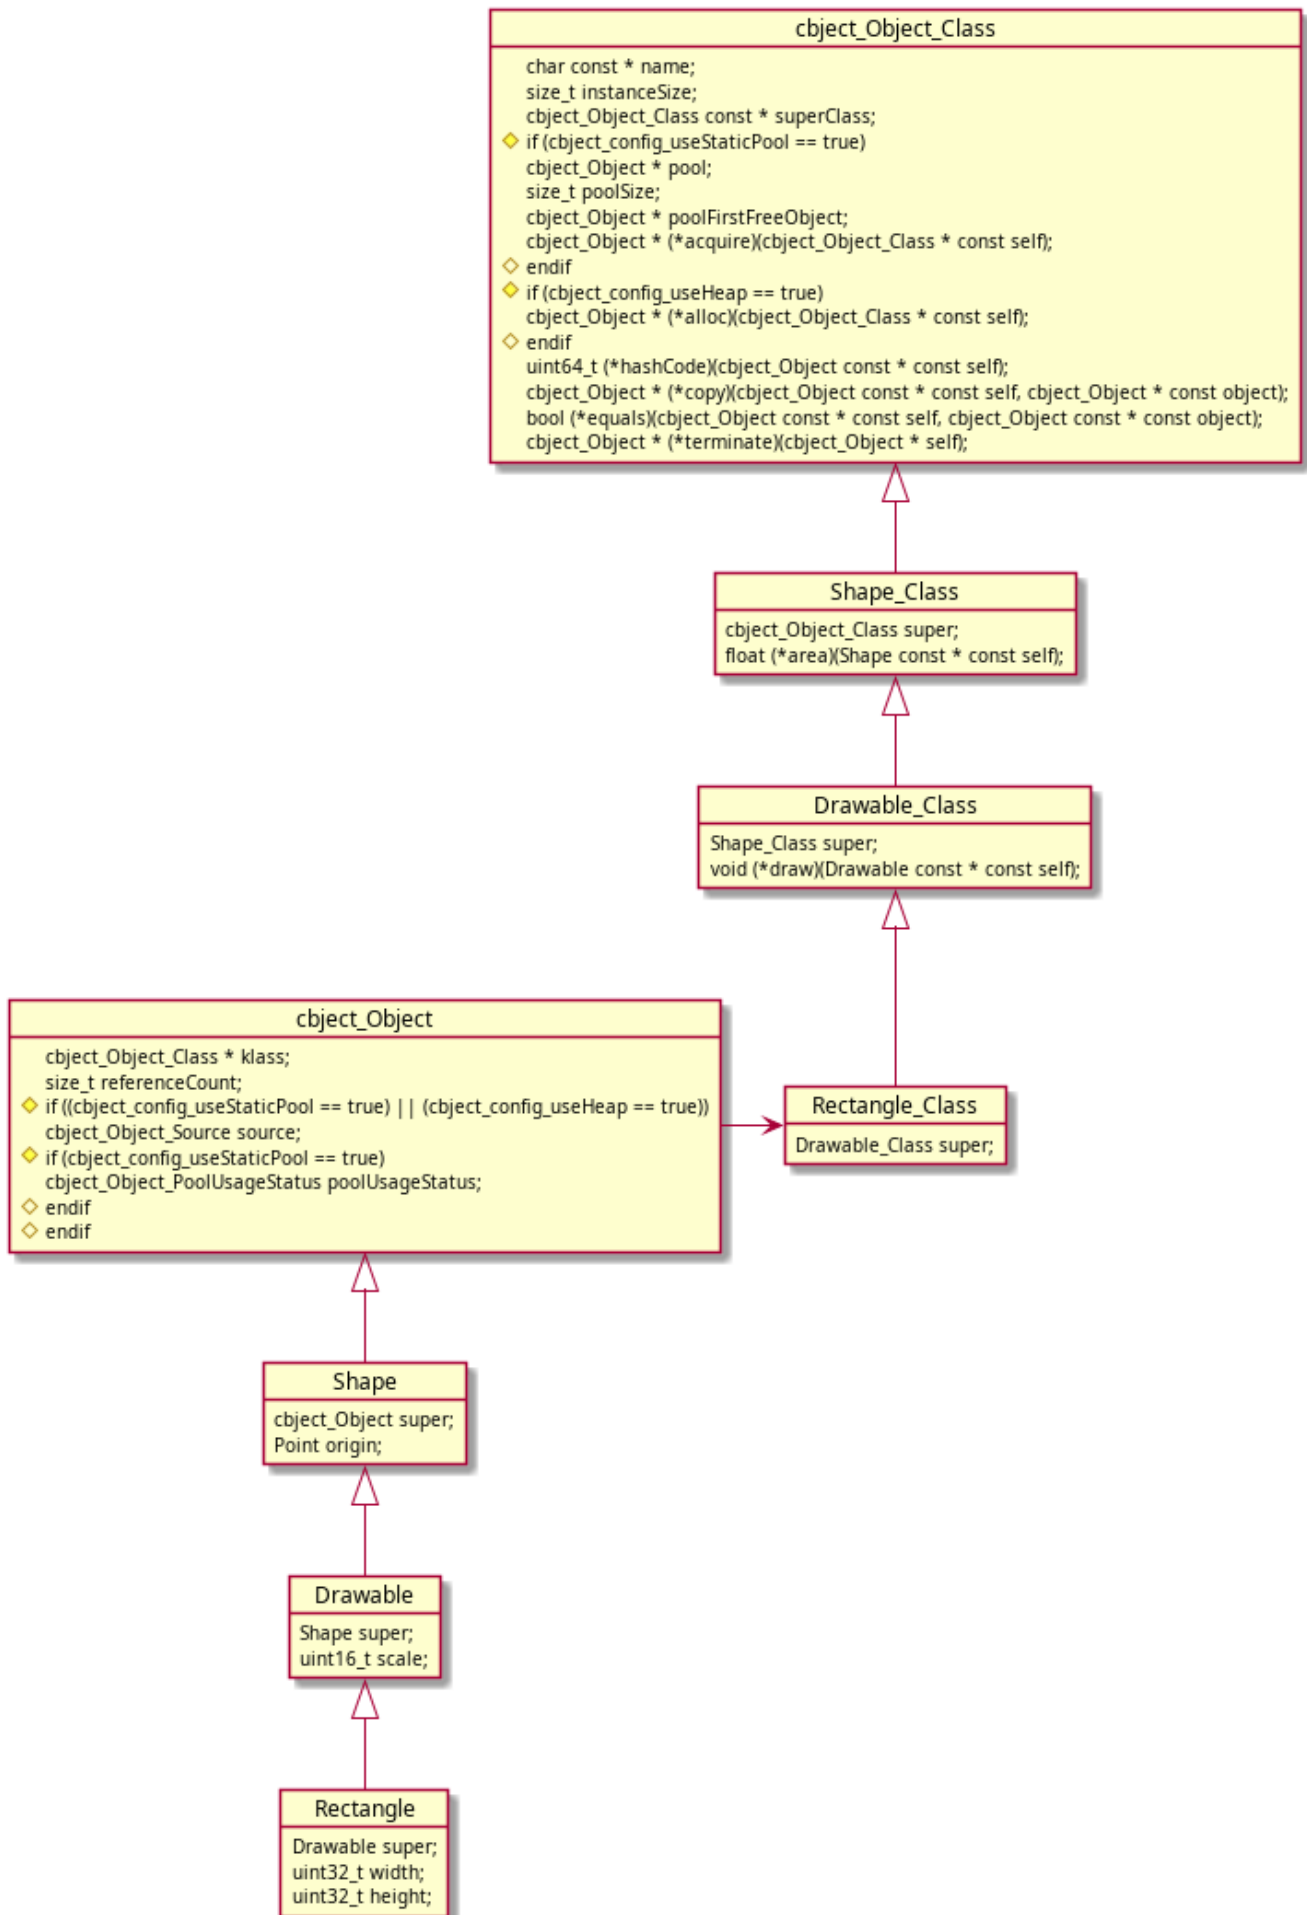 cbject_Object_Class
char const * name;
size_t instanceSize;
cbject_Object_Class const * superClass;
if (cbject_config_useStaticPool == true)
cbject_Object * pool;
size_t poolSize;
cbject_Object * poolFirstFreeObject;
cbject_Object * (*acquire)(cbject_Object_Class * const self);
endif
if (cbject_config_useHeap == true)
cbject_Object * (*alloc)(cbject_Object_Class * const self);
endif
uint64_t (*hashCode)(cbject_Object const * const self);
cbject_Object * (*copy)(cbject_Object const * const self, cbject_Object * const object);
bool (*equals)(cbject_Object const * const self, cbject_Object const * const object);
cbject_Object * (*terminate)(cbject_Object * self);
Shape_Class
cbject_Object_Class super;
float (*area)(Shape const * const self);
Drawable_Class
Shape_Class super;
void (*draw)(Drawable const * const self);
cbject_Object
cbject_Object_Class * klass;
size_t referenceCount;
if ((cbject_config_useStaticPool == true) || (cbject_config_useHeap == true))
cbject_Object_Source source;
if (cbject_config_useStaticPool == true)
cbject_Object_PoolUsageStatus poolUsageStatus;
endif
endif
Rectangle_Class
Drawable_Class super;
Shape
cbject_Object super;
Point origin;
Drawable
Shape super;
uint16_t scale;
Rectangle
Drawable super;
uint32_t width;
uint32_t height;